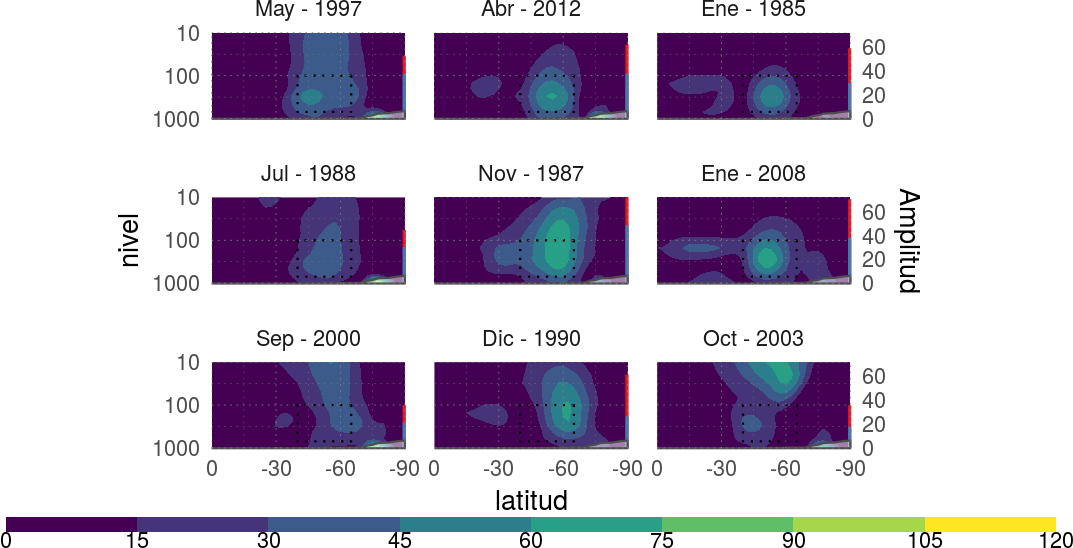 May - 1997 Abr - 2012 Ene - 1985
10 60
100 40
20
1000 0
Jul - 1988 Nov - 1987 Ene - 2008
10 60
100 40
20
1000 0
nivel
Amplitud
Sep - 2000 Dic - 1990 Oct - 2003
10 60
100 40
20
1000 0
0 -30 -60 -90 0 -30 -60 -90 0 -30 -60 -90
latitud
0 15 30 45 60 75 90 105 120